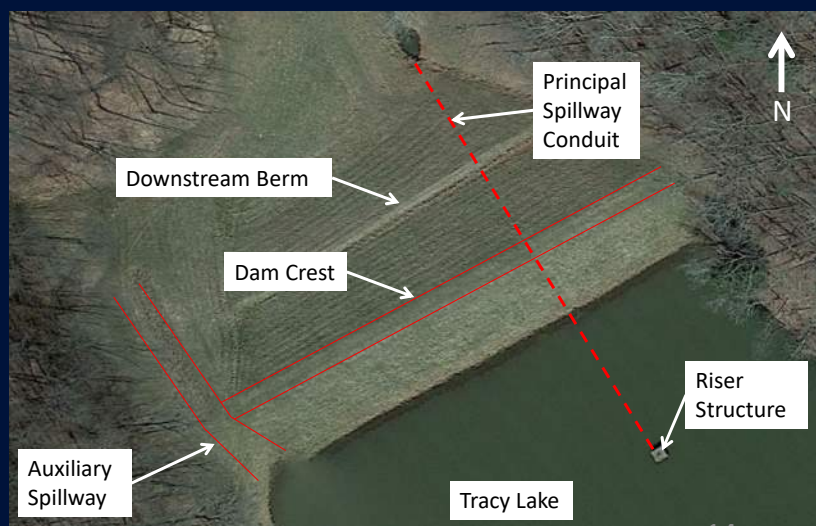 Principal
Spillway
Conduit
N
Downstream Berm
Dam Crest
Riser
Structure
Auxiliary
Spillway
Tracy Lake